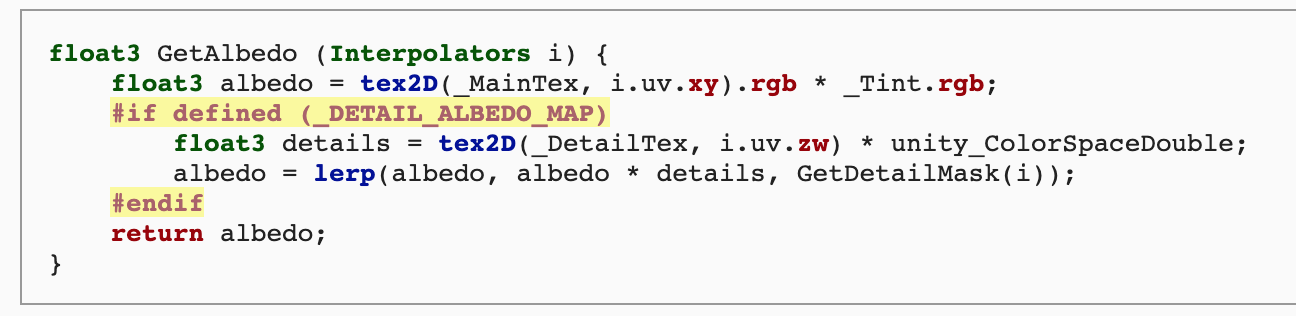 float3 GetAlbedo (Interpolators i) {
    float3 albedo = tex2D(_MainTex, i.uv.xy).rgb * _Tint.rgb;
    #if defined (_DETAIL_ALBEDO_MAP)
        float3 details = tex2D(_DetailTex, i.uv.zw) * unity_ColorSpaceDouble;
        albedo = lerp(albedo, albedo * details, GetDetailMask(i));
    #endif
    return albedo;
}